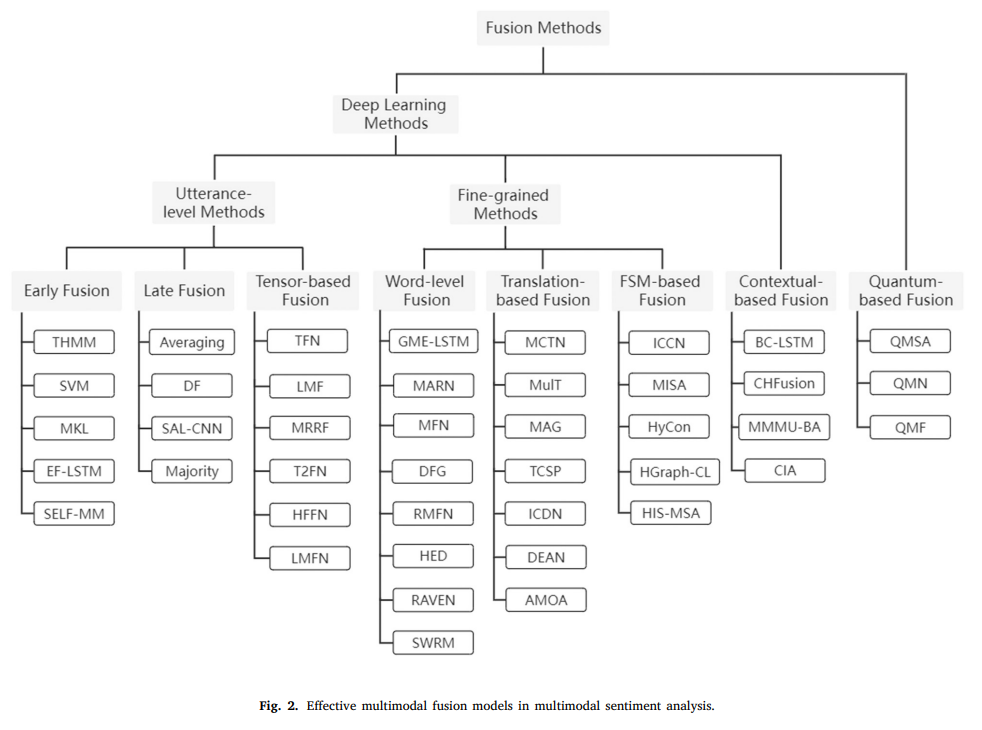 Fusion Methods
Deep Learning
Methods
Utterance-
level Methods
Fine-grained
Methods
Early Fusion
Late Fusion
Tensor-based
Fusion
Word-level
Fusion
Translation-
based Fusion
FSM-based
Fusion
Contextual-
based Fusion
Quantum-
based Fusion
THMM
SVM
MKL
EF-LSTM
SELF-MM
Averaging
DF
SAL-CNN
Majority
TFN
LMF
MRRF
T2FN
HFFN
LMFN
GME-LSTM
MARN
MFN
DFG
RMFN
HED
RAVEN
SWRM
MCTN
MulT
MAG
TCSP
ICDN
DEAN
AMOA
ICCN
MISA
HyCon
HGraph-CL
HIS-MSA
BC-LSTM
CHFusion
MMMU-BA
CIA
QMSA
QMN
QMF
Fig. 2. Effective multimodal fusion models in multimodal sentiment analysis.